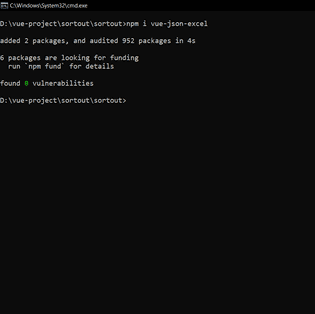 C:\Windows\System32\cmd.exe
D:\vue-project\sortout\sortout>npm i vue-json-excel
added 2 packages, and audited 952 packages in 4s
6 packages are looking for funding
run `npm fund` for details
found 0 vulnerabilities
D:\vue-project\sortout\sortout>